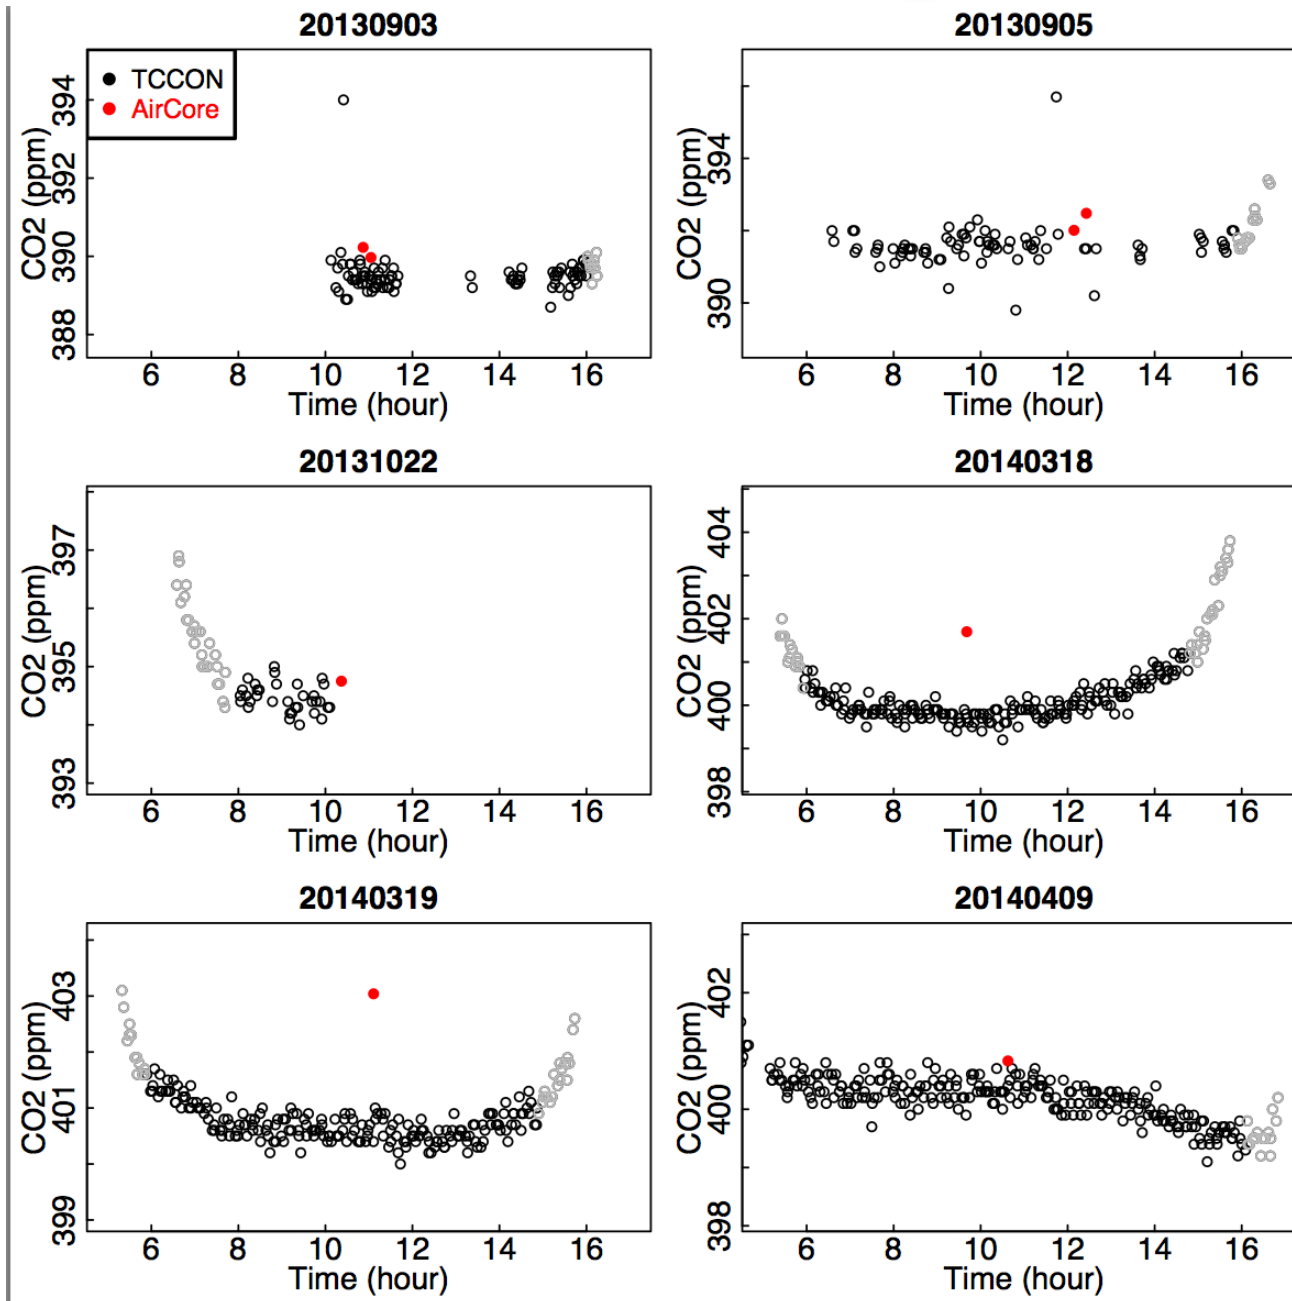 20130903
TCCON
AirCore
CO2 (ppm)
394
392
390
388
6 8 10 12 14 16
Time (hour)
20130905
CO2 (ppm)
394
390
6 8 10 12 14 16
Time (hour)
20131022
CO2 (ppm)
397
395
393
6 8 10 12 14 16
Time (hour)
20140318
CO2 (ppm)
404
402
400
398
6 8 10 12 14 16
Time (hour)
20140319
CO2 (ppm)
403
401
399
6 8 10 12 14 16
Time (hour)
20140409
CO2 (ppm)
402
400
398
6 8 10 12 14 16
Time (hour)